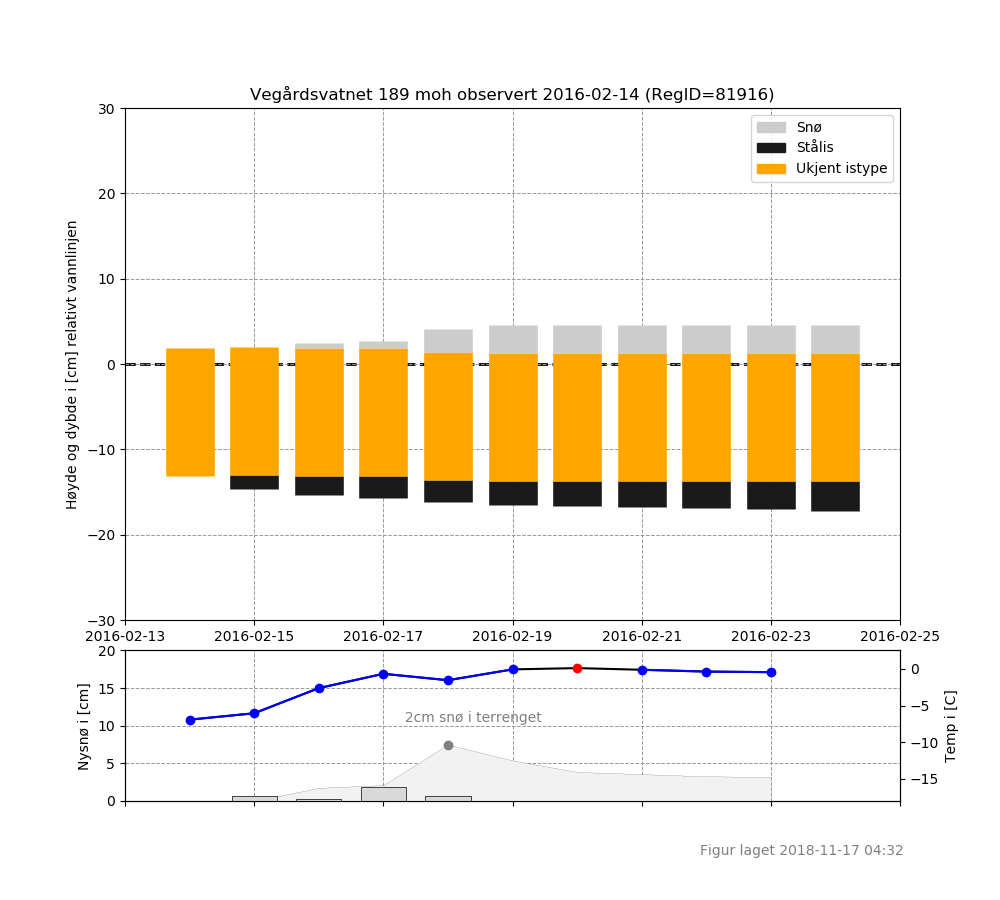 Vegårdsvatnet 189 moh observert 2016-02-14 (RegID=81916)
Snø
Stålis
Ukjent istype
Høyde og dybde i [cm] relativt vannlinjen
30
20
10
0
−10
−20
−30
2016-02-13 2016-02-15 2016-02-17 2016-02-19 2016-02-21 2016-02-23 2016-02-25
Nysnø i [cm]
20
15
10
5
0
2cm snø i terrenget
0
−5
−10
−15
Temp i [C]
Figur laget 2018-11-17 04:32